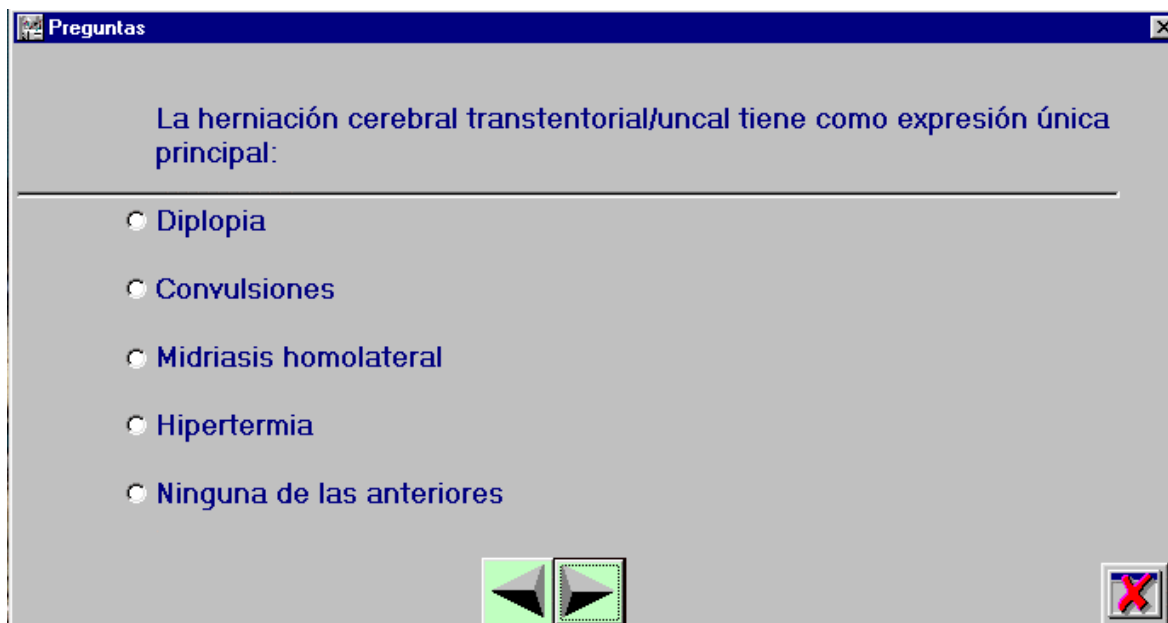 Preguntas
La herniación cerebral transtentorial/uncal tiene como expresión única
principal:
Diplopia
Convulsiones
Midriasis homolateral
Hipertermia
Ninguna de las anteriores